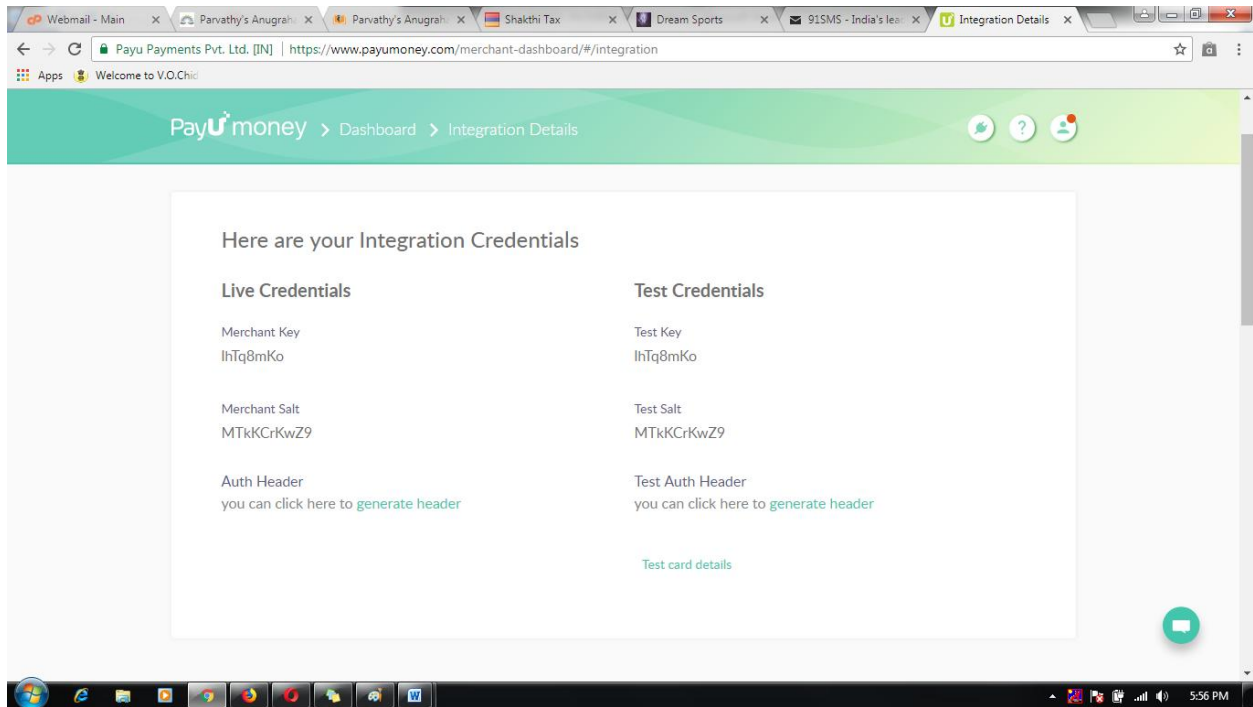 Webmail - Main
Parvathy's Anugrah
Parvathy's Anugrah
Shakthi Tax
Dream Sports
91SMS - India's lea
Integration Details
Payu Payments Pvt. Ltd. [IN] | https://www.payumoney.com/merchant-dashboard/#/integration
Apps Welcome to V.O.Chid
PayUmoney > Dashboard > Integration Details
?
Here are your Integration Credentials
Live Credentials
Test Credentials
Merchant Key
Test Key
IhTq8mKo
IhTq8mKo
Merchant Salt
Test Salt
MTkKCrKwZ9
MTkKCrKwZ9
Auth Header
Test Auth Header
you can click here to generate header
you can click here to generate header
Test card details
5:56 PM